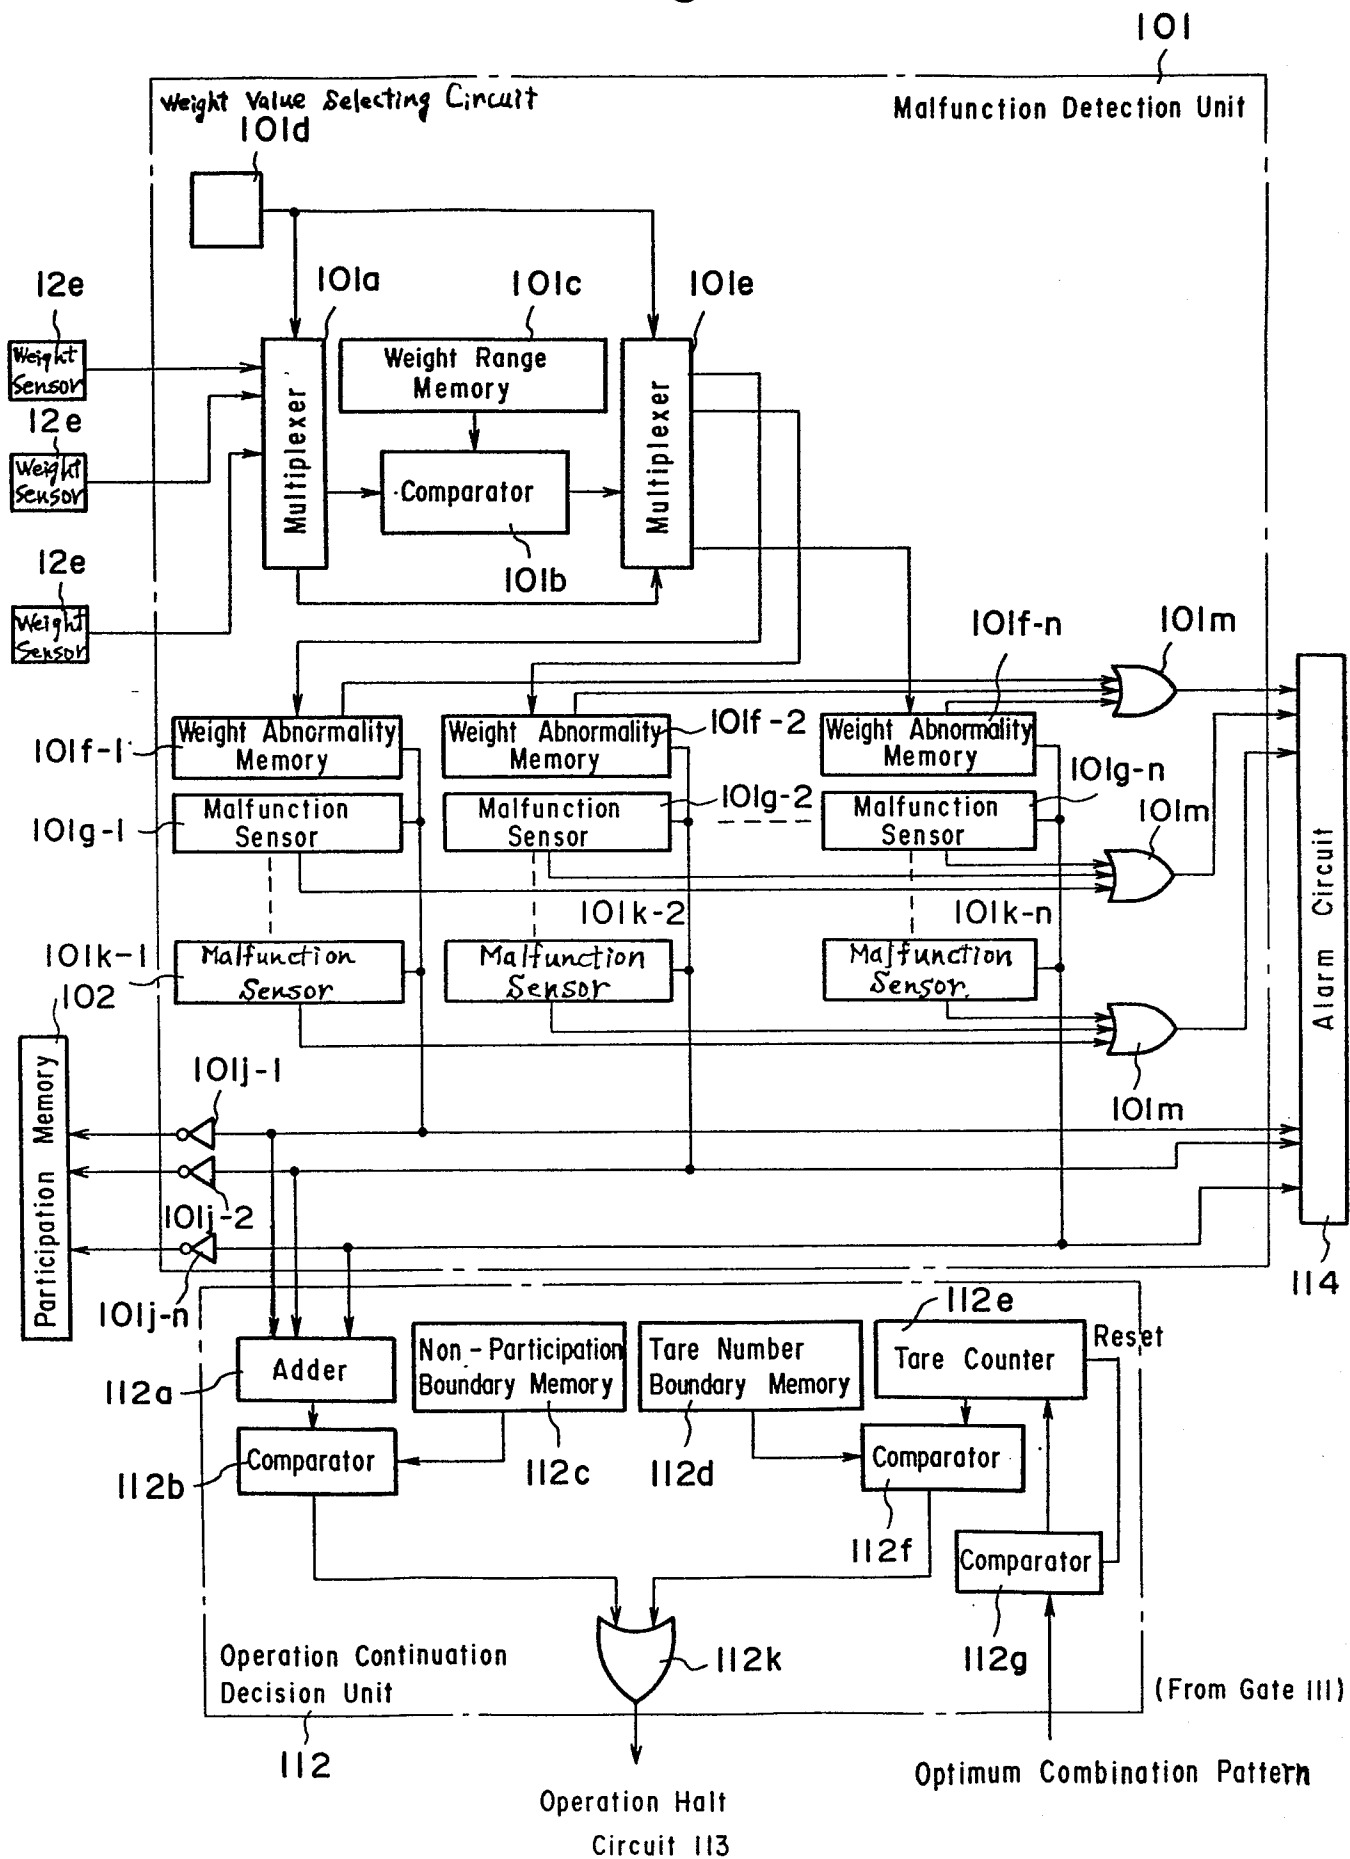 101
Weight Value Selecting Circuit
Malfunction Detection Unit
101d
12e
101a
101c
101e
Weight
Sensor
Weight Range
Memory
Multiplexer
Multiplexer
12e
Weight
Sensor
Comparator
101b
12e
Weight
Sensor
101f-n
101m
Weight Abnormality
Memory
101f-1
Weight Abnormality
Memory
101f-2
Weight Abnormality
Memory
101g-n
Malfunction
Sensor
101g-1
Malfunction
Sensor
101g-2
Malfunction
Sensor
101m
Alarm Circuit
101k-2
101k-n
101k-1
Malfunction
Sensor
Malfunction
Sensor
Malfunction
Sensor.
102
101m
Participation Memory
101j-1
101j-2
101j-n
114
112e
Reset
Adder
112a
Non-Participation
Boundary Memory
Tare Number
Boundary Memory
Tare Counter
Comparator
112b
112c
112d
Comparator
112f
Comparator
112g
112k
Operation Continuation
Decision Unit
112
(From Gate 111)
Optimum Combination Pattern
Operation Halt
Circuit 113